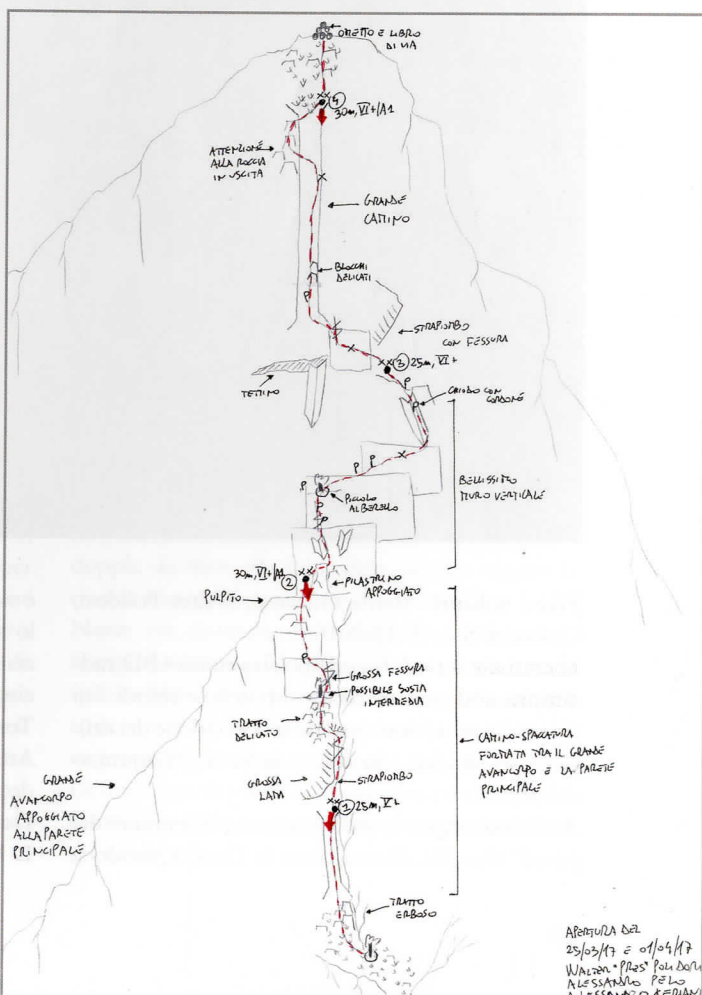 OMETTO E LIBRO
DI VIA
4
30m, VI+/A1
ATTENZIONE
ALLA ROCCIA
IN USCITA
GRANDE
CAMINO
BLOCCHI
DELICATI
P
STRAPIOMBO
CON FESSURA
3 25m, VI+
TETTINO
P
CHIODO CON
CORDONE
P
P P
P
PICCOLO
ALBERELLO
P
P
BELLISSIMO
MURO VERTICALE
30m, VI+/A1
2
PILASTRINO
APPOGGIATO
PULPITO
P
GROSSA FESSURA
POSSIBILE SOSTA
INTERMEDIA
TRATTO
DELICATO
CAMINO-SPACCATURA
FORMATA TRA IL GRANDE
AVANCORPO E LA PARETE
PRINCIPALE
GROSSA
LAMA
STRAPIOMBO
GRANDE
AVANCORPO
APPOGGIATO
ALLA PARETE
PRINCIPALE
1 25m,
TRATTO
ERBOSO
APERTURA DEL
25/03/17 E 01/04/17
WALTER "PRES" POLIDORI
ALESSANDRO PELO
ALESSANDRO